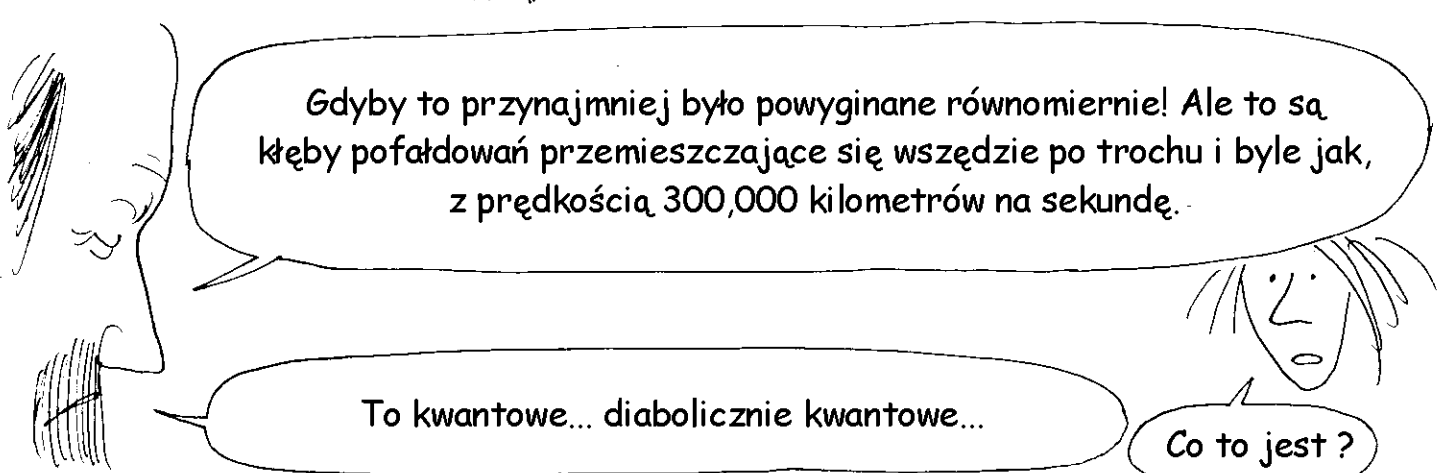 Gdyby to przynajmniej było powyginane równomiernie! Ale to są
kłęby pofałdowań przemieszczające się wszędzie po trochu i byle jak,
z prędkością 300,000 kilometrów na sekundę.
To kwantowe... diabolicznie kwantowe...
Co to jest ?